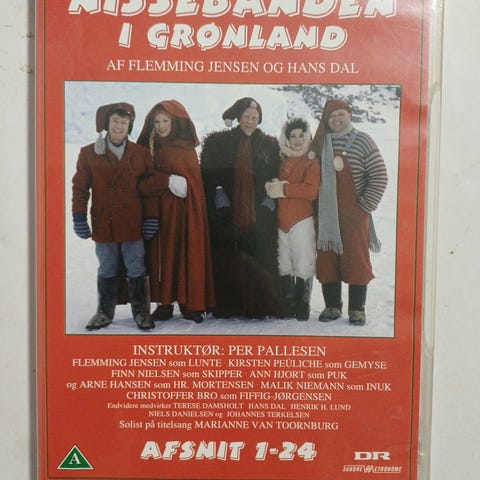 NISSEBANDEN
I GRØNLAND
AF FLEMMING JENSEN OG HANS DAL
INSTRUKTØR: PER PALLESEN
FLEMMING JENSEN som LUNTE · KIRSTEN PEÜLICHE som GEMYSE
FINN NIELSEN som SKIPPER · ANN HJORT som PUK
og ARNE HANSEN som HR. MORTENSEN · MALIK NIEMANN som INUK
CHRISTOFFER BRO som FIFFIG-JØRGENSEN
Endvidere medvirker TERESE DAMSHOLT · HANS DAL · HENRIK H. LUND
NIELS DANIELSEN og JOHANNES TERKELSEN
Solist på titelsang MARIANNE VAN TOORNBURG
AFSNIT 1-24
A
DR
SANDREW METRONOME